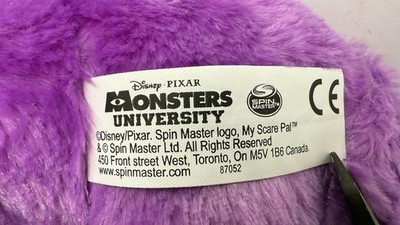 Disney · PIXAR
MONSTERS
UNIVERSITY
SPIN
MASTER™
CE
©Disney/Pixar. Spin Master logo, My Scare Pal™
& © Spin Master Ltd. All Rights Reserved
450 Front street West, Toronto, On M5V 1B6 Canada.
www.spinmaster.com 87052